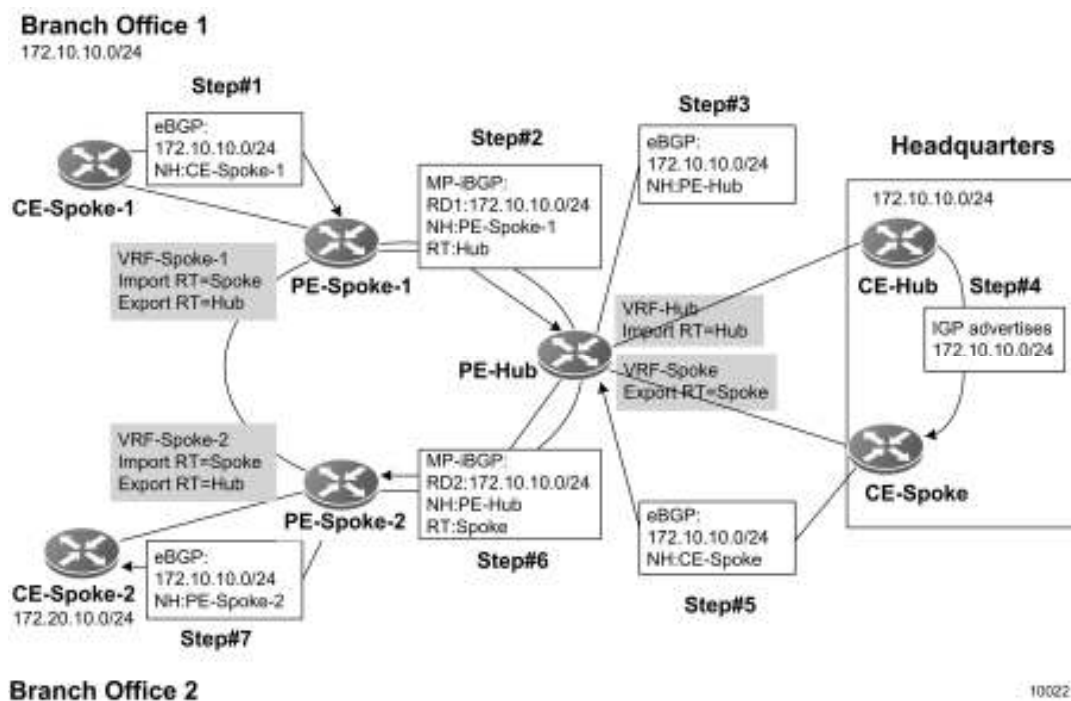 Branch Office 1
172.10.10.0/24
Step#1
eBGP:
172.10.10.0/24
NH:CE-Spoke-1
CE-Spoke-1
Step#2
MP-iBGP:
RD1:172.10.10.0/24
NH:PE-Spoke-1
RT:Hub
PE-Spoke-1
VRF-Spoke-1
Import RT=Spoke
Export RT=Hub
Step#3
eBGP:
172.10.10.0/24
NH:PE-Hub
Headquarters
172.10.10.0/24
CE-Hub
Step#4
IGP advertises
172.10.10.0/24
VRF-Hub
Import RT=Hub
PE-Hub
VRF-Spoke
Export RT=Spoke
CE-Spoke
eBGP:
172.10.10.0/24
NH:CE-Spoke
Step#5
VRF-Spoke-2
Import RT=Spoke
Export RT=Hub
MP-iBGP:
RD2:172.10.10.0/24
NH:PE-Hub
RT:Spoke
Step#6
PE-Spoke-2
eBGP:
172.10.10.0/24
NH:PE-Spoke-2
Step#7
CE-Spoke-2
172.20.10.0/24
Branch Office 2
10022